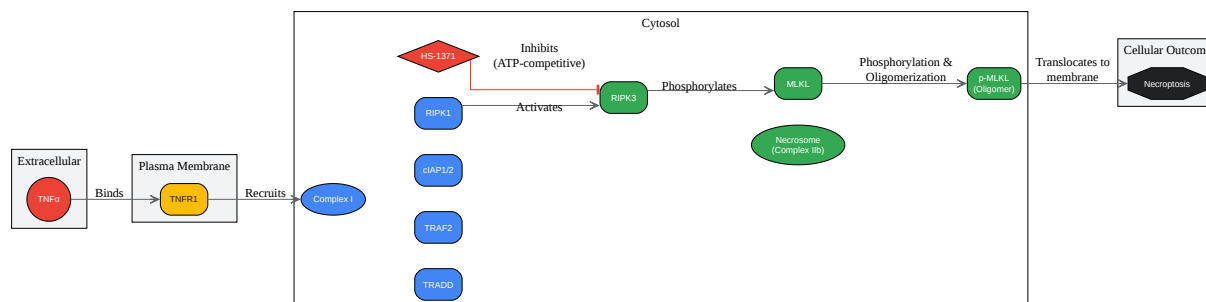 Cytosol
HS-1371
Inhibits
(ATP-competitive)
Cellular Outcom
Phosphorylation &
Oligomerization
Translocates to
membrane
RIPK3
Phosphorylates
MLKL
p-MLKL
(Oligomer)
Necroptosis
RIPK1
Activates
Necrosome
(Complex IIb)
Extracellular
Plasma Membrane
cIAP1/2
TNFα
Binds
TNFR1
Recruits
Complex I
TRAF2
TRADD